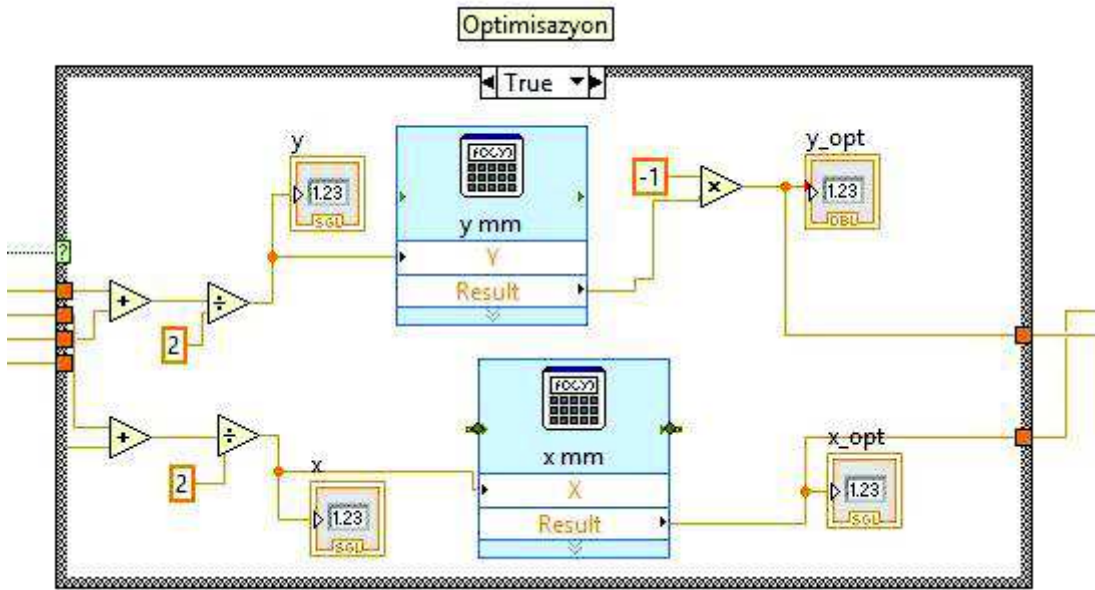 Optimisazyon
True
y
1.23
SGL
y mm
Y
Result
-1
×
y_opt
1.23
DBL
?
+
÷
2
x mm
X
Result
+
÷
2
x
1.23
SGL
x_opt
1.23
SGL